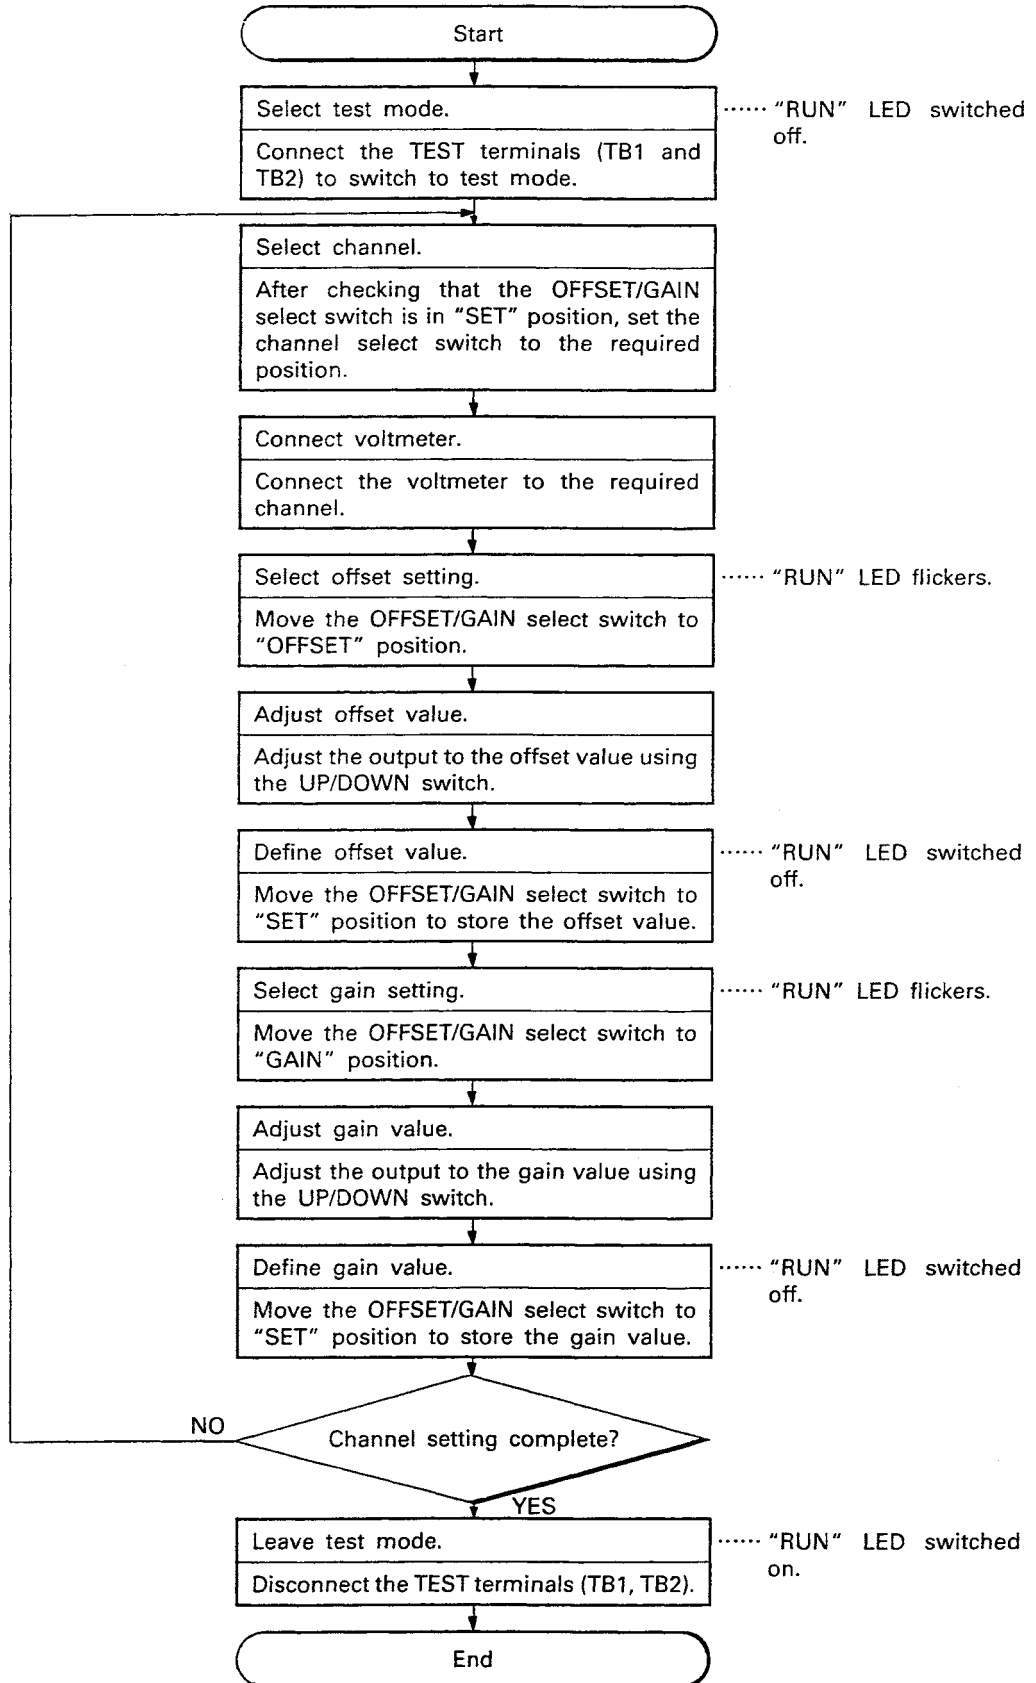 Start
Select test mode.
Connect the TEST terminals (TB1 and
TB2) to switch to test mode.
...... "RUN" LED switched
off.
Select channel.
After checking that the OFFSET/GAIN
select switch is in "SET" position, set the
channel select switch to the required
position.
Connect voltmeter.
Connect the voltmeter to the required
channel.
Select offset setting.
Move the OFFSET/GAIN select switch to
"OFFSET" position.
...... "RUN" LED flickers.
Adjust offset value.
Adjust the output to the offset value using
the UP/DOWN switch.
Define offset value.
Move the OFFSET/GAIN select switch to
"SET" position to store the offset value.
...... "RUN" LED switched
off.
Select gain setting.
Move the OFFSET/GAIN select switch to
"GAIN" position.
...... "RUN" LED flickers.
Adjust gain value.
Adjust the output to the gain value using
the UP/DOWN switch.
Define gain value.
Move the OFFSET/GAIN select switch to
"SET" position to store the gain value.
...... "RUN" LED switched
off.
NO
Channel setting complete?
YES
Leave test mode.
Disconnect the TEST terminals (TB1, TB2).
...... "RUN" LED switched
on.
End